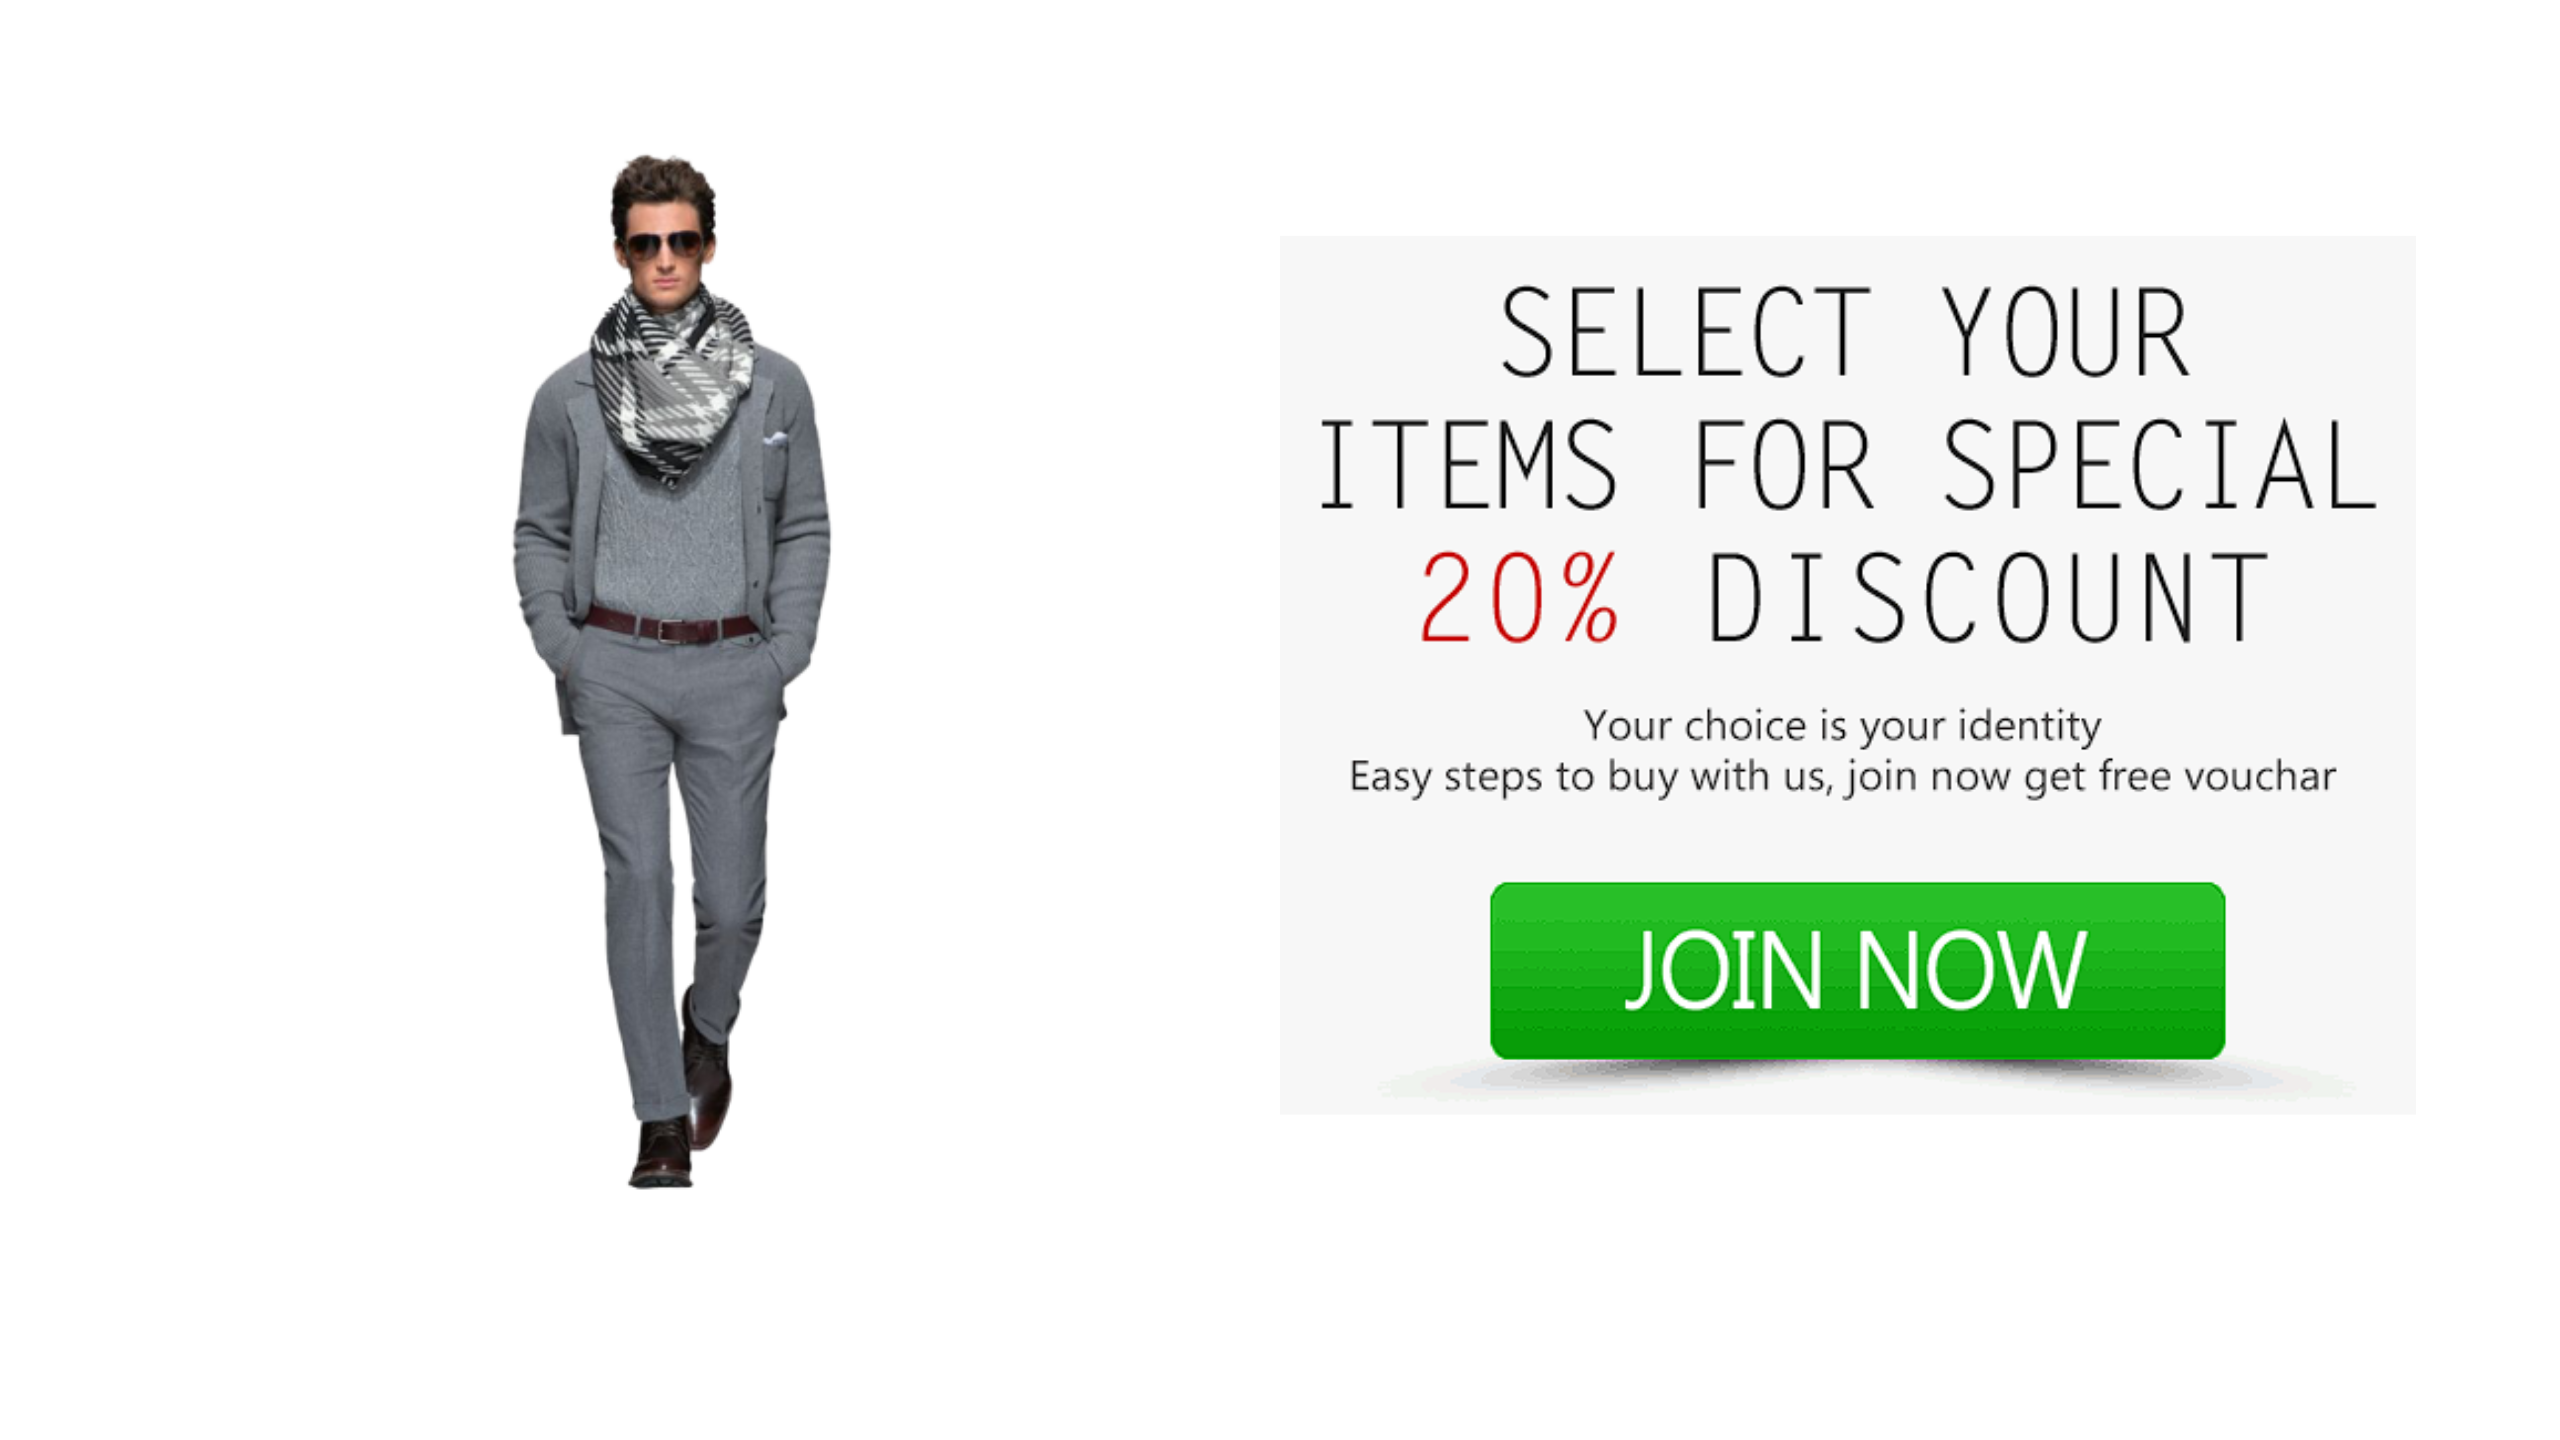 SELECT YOUR
ITEMS FOR SPECIAL
20% DISCOUNT
Your choice is your identity
Easy steps to buy with us, join now get free vouchar
JOIN NOW